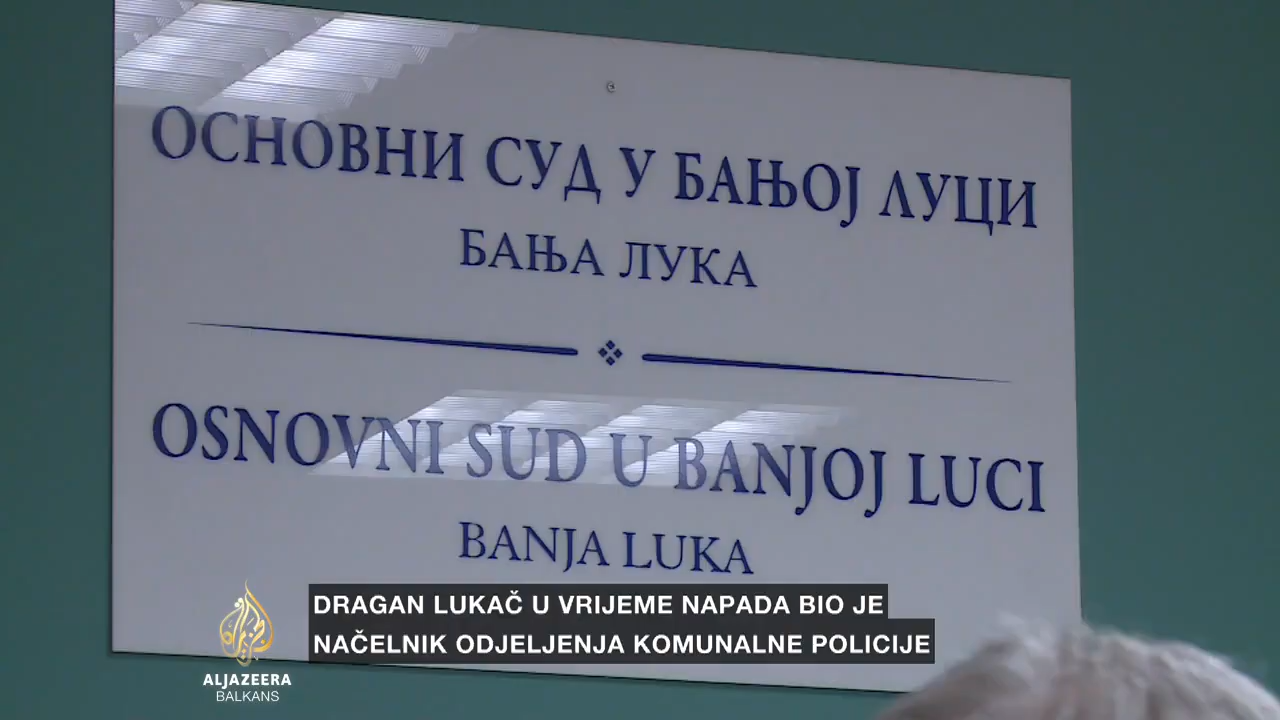 ОСНОВНИ СУД У БАЊОЈ ЛУЦИ
БАЊА ЛУКА
OSNOVNI SUD U BANJOJ LUCI
BANJA LUKA
DRAGAN LUKAČ U VRIJEME NAPADA BIO JE
NAČELNIK ODJELJENJA KOMUNALNE POLICIJE
ALJAZEERA
BALKANS